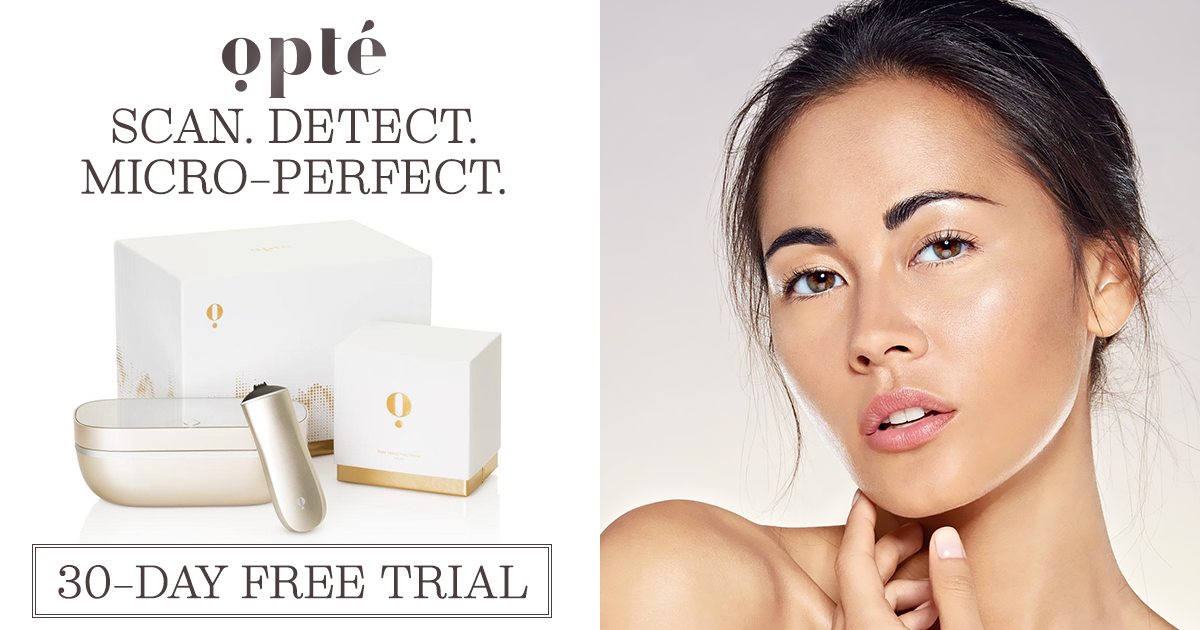 opté
SCAN. DETECT.
MICRO–PERFECT.
opté
30–DAY FREE TRIAL